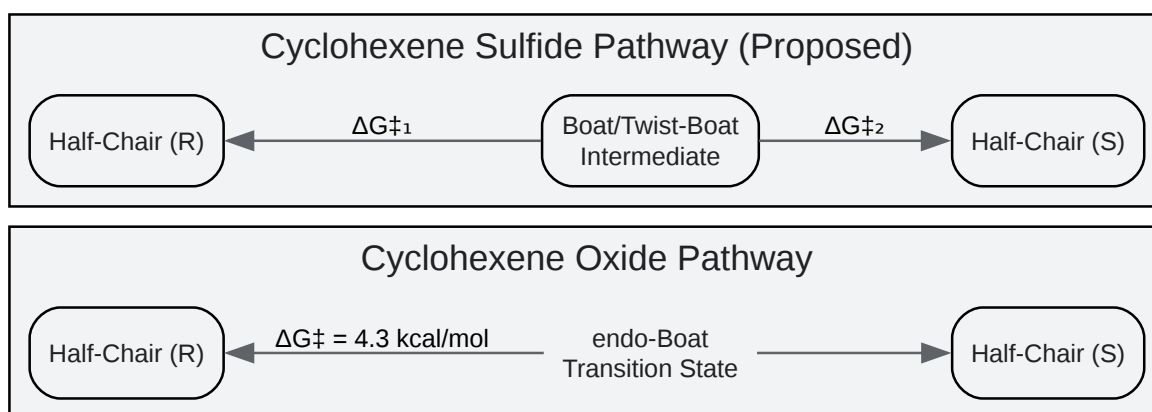 Cyclohexene Sulfide Pathway (Proposed)
Half-Chair (R)
ΔG‡₁
Boat/Twist-Boat
Intermediate
ΔG‡₂
Half-Chair (S)
Cyclohexene Oxide Pathway
Half-Chair (R)
ΔG‡ = 4.3 kcal/mol
endo-Boat
Transition State
Half-Chair (S)